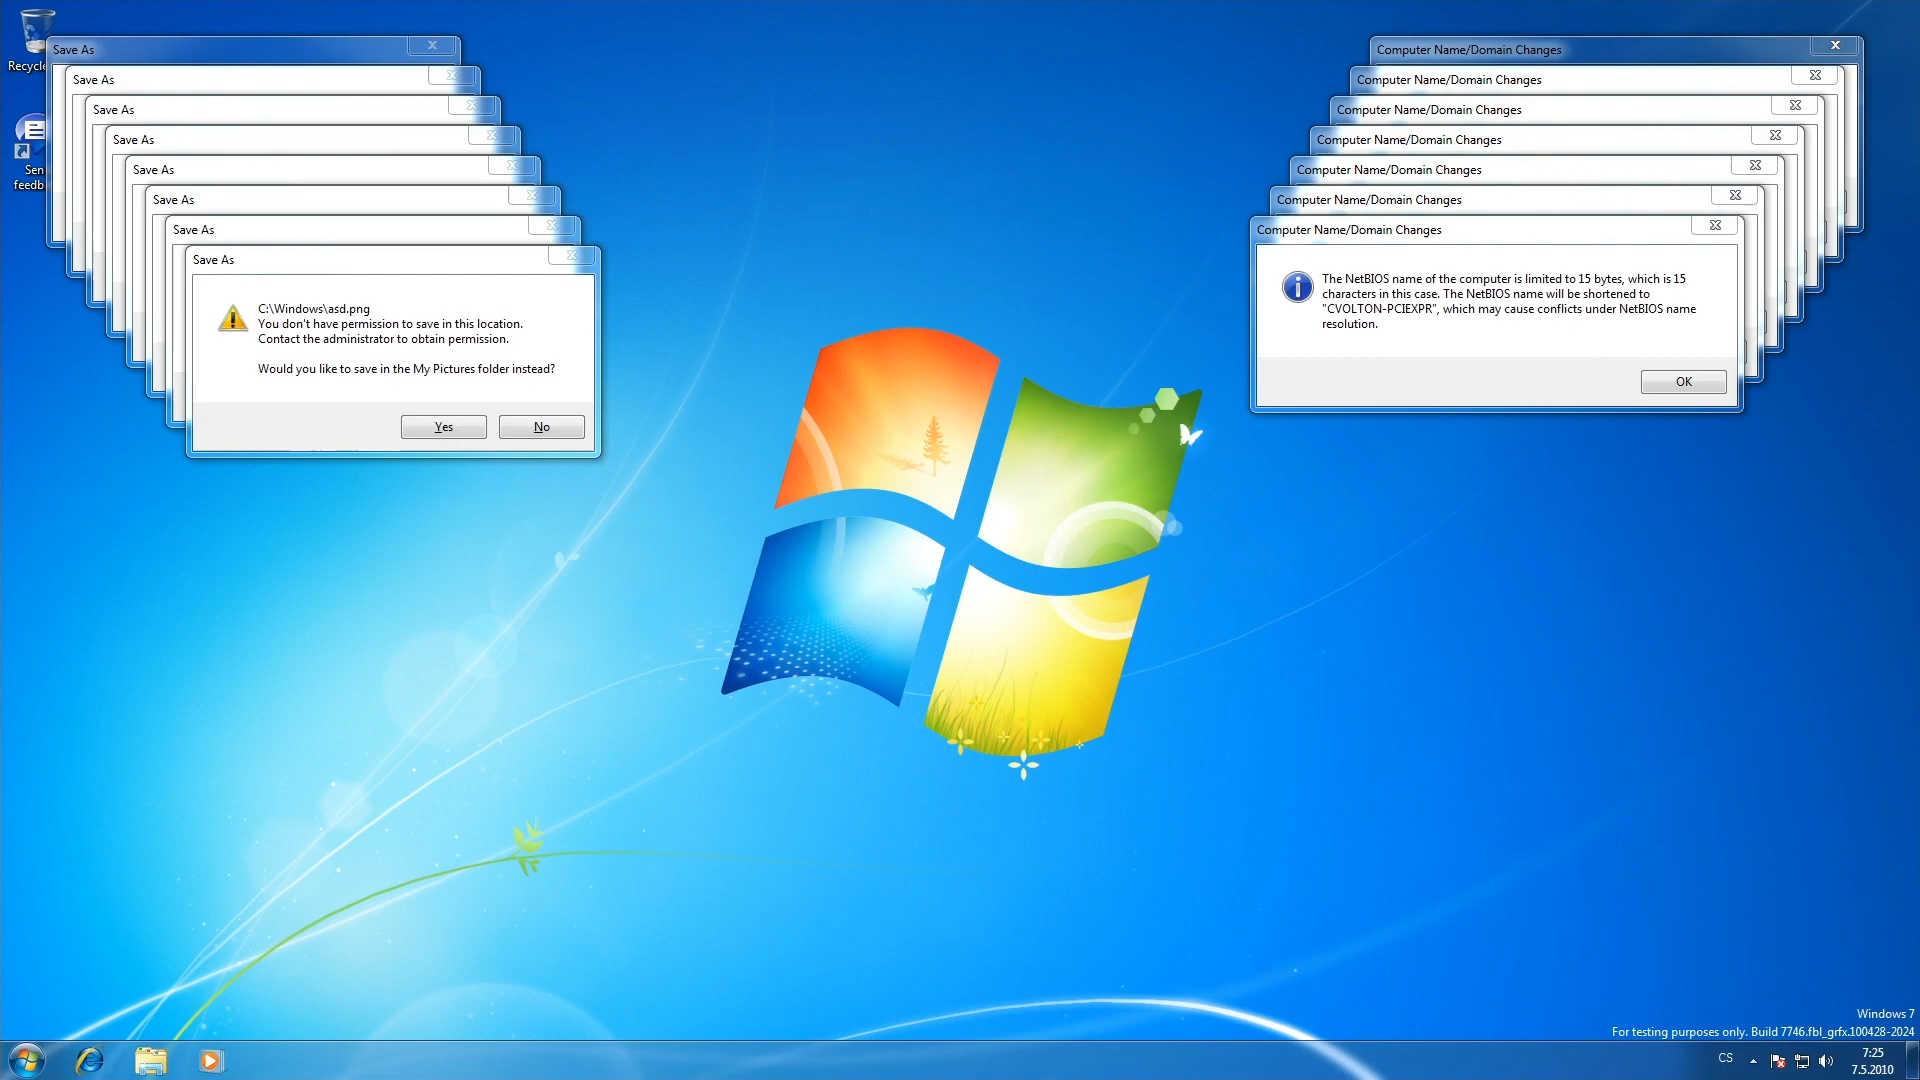 Recycle
Send
feedb
Save As
Save As
Save As
Save As
Save As
Save As
Save As
Save As
C:\Windows\asd.png
You don't have permission to save in this location.
Contact the administrator to obtain permission.
Would you like to save in the My Pictures folder instead?
Yes
No
Computer Name/Domain Changes
Computer Name/Domain Changes
Computer Name/Domain Changes
Computer Name/Domain Changes
Computer Name/Domain Changes
Computer Name/Domain Changes
Computer Name/Domain Changes
The NetBIOS name of the computer is limited to 15 bytes, which is 15
characters in this case. The NetBIOS name will be shortened to
"CVOLTON-PCIEXPR", which may cause conflicts under NetBIOS name
resolution.
OK
Windows 7
For testing purposes only. Build 7746.fbl_grfx.100428-2024
CS
7:25
7.5.2010